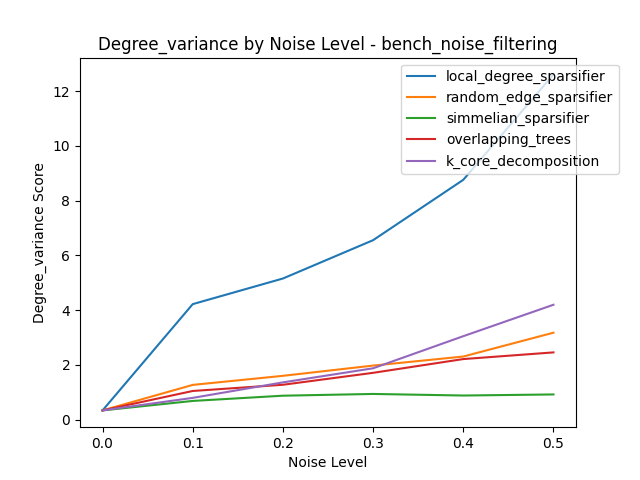 Degree_variance by Noise Level - bench_noise_filtering
local_degree_sparsifier
random_edge_sparsifier
simmelian_sparsifier
overlapping_trees
k_core_decomposition
Degree_variance Score
12
10
8
6
4
2
0
0.0 0.1 0.2 0.3 0.4 0.5
Noise Level